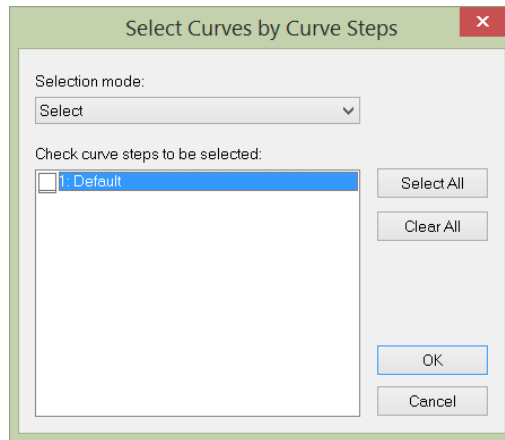 Select Curves by Curve Steps
Selection mode:
Select
Check curve steps to be selected:
1: Default
Select All
Clear All
OK
Cancel